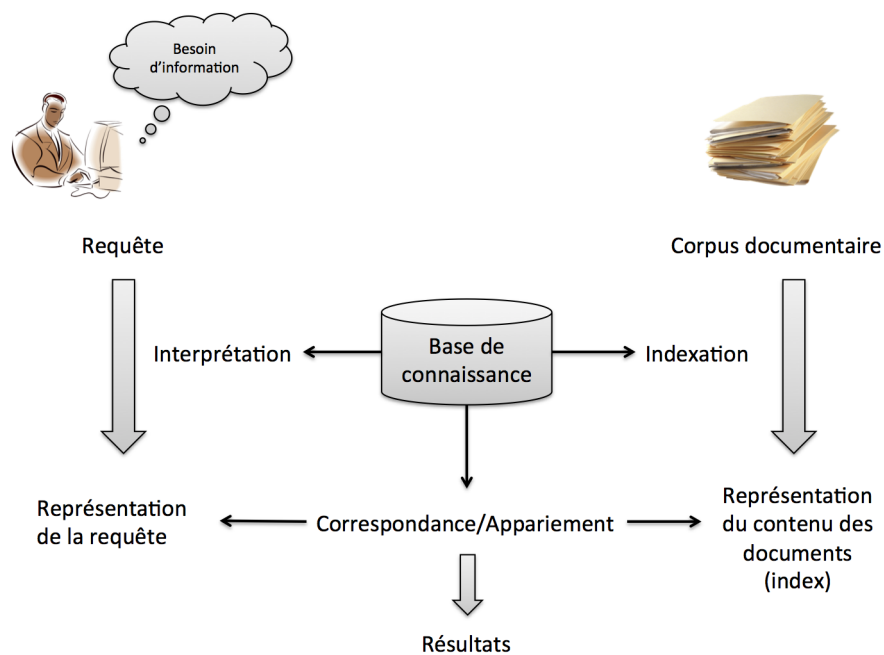 Besoin
d'information
Requête
Corpus documentaire
Interprétation
Base de
connaissance
Indexation
Représentation
de la requête
Correspondance/Appariement
Représentation
du contenu des
documents
(index)
Résultats